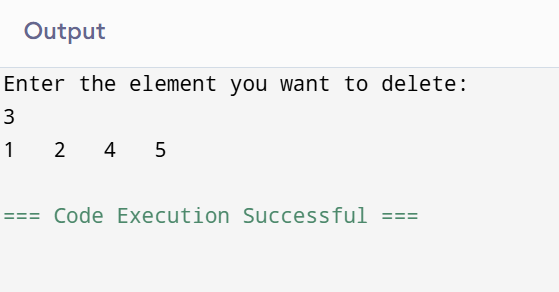 Output
Enter the element you want to delete:
3
1   2   4   5
=== Code Execution Successful ===